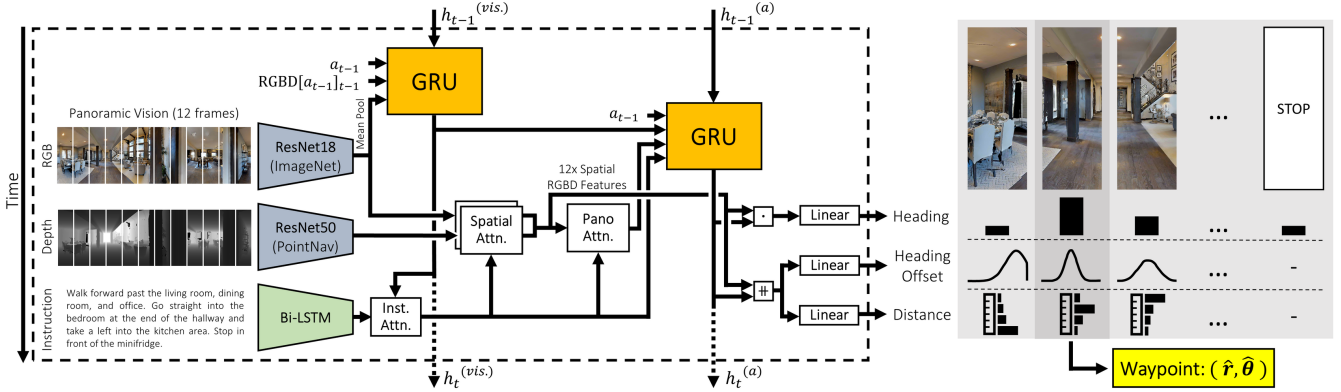 h_{t-1}^{(vis.)}
h_{t-1}^{(a)}
a_{t-1}
RGBD[a_{t-1}]_{t-1}
GRU
Panoramic Vision (12 frames)
Mean Pool
a_{t-1}
GRU
Time
RGB
ResNet18
(ImageNet)
12x Spatial
RGBD Features
Depth
ResNet50
(PointNav)
Spatial
Attn.
Pano
Attn.
·
Linear
Heading
Linear
Heading
Offset
Instruction
Walk forward past the living room, dining
room, and office. Go straight into the
bedroom at the end of the hallway and
take a left into the kitchen area. Stop in
front of the minifridge.
Bi-LSTM
Inst.
Attn.
⧺
Linear
Distance
h_t^{(vis.)}
h_t^{(a)}
...
STOP
...
...
-
...
-
Waypoint: (r̂, θ̂)